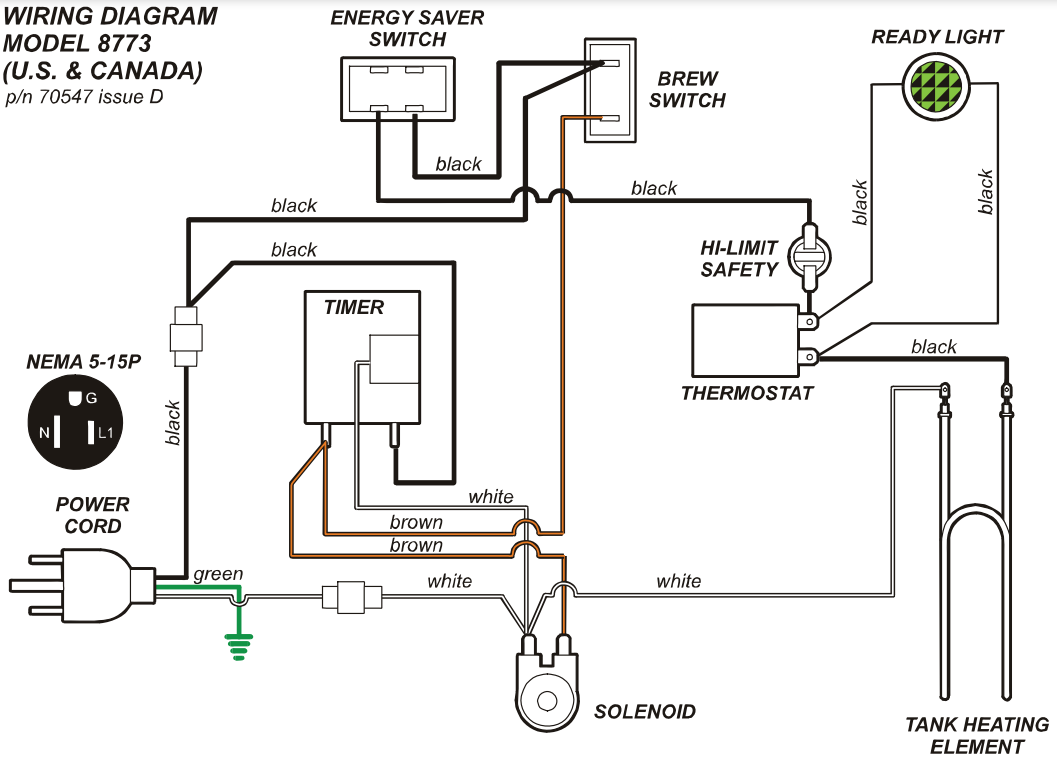 WIRING DIAGRAM
MODEL 8773
(U.S. & CANADA)
p/n 70547 issue D
ENERGY SAVER
SWITCH
BREW
SWITCH
READY LIGHT
black
black
black
black
black
black
HI-LIMIT
SAFETY
TIMER
THERMOSTAT
black
NEMA 5-15P
G
N
L1
black
POWER
CORD
white
brown
brown
green
white
white
SOLENOID
TANK HEATING
ELEMENT